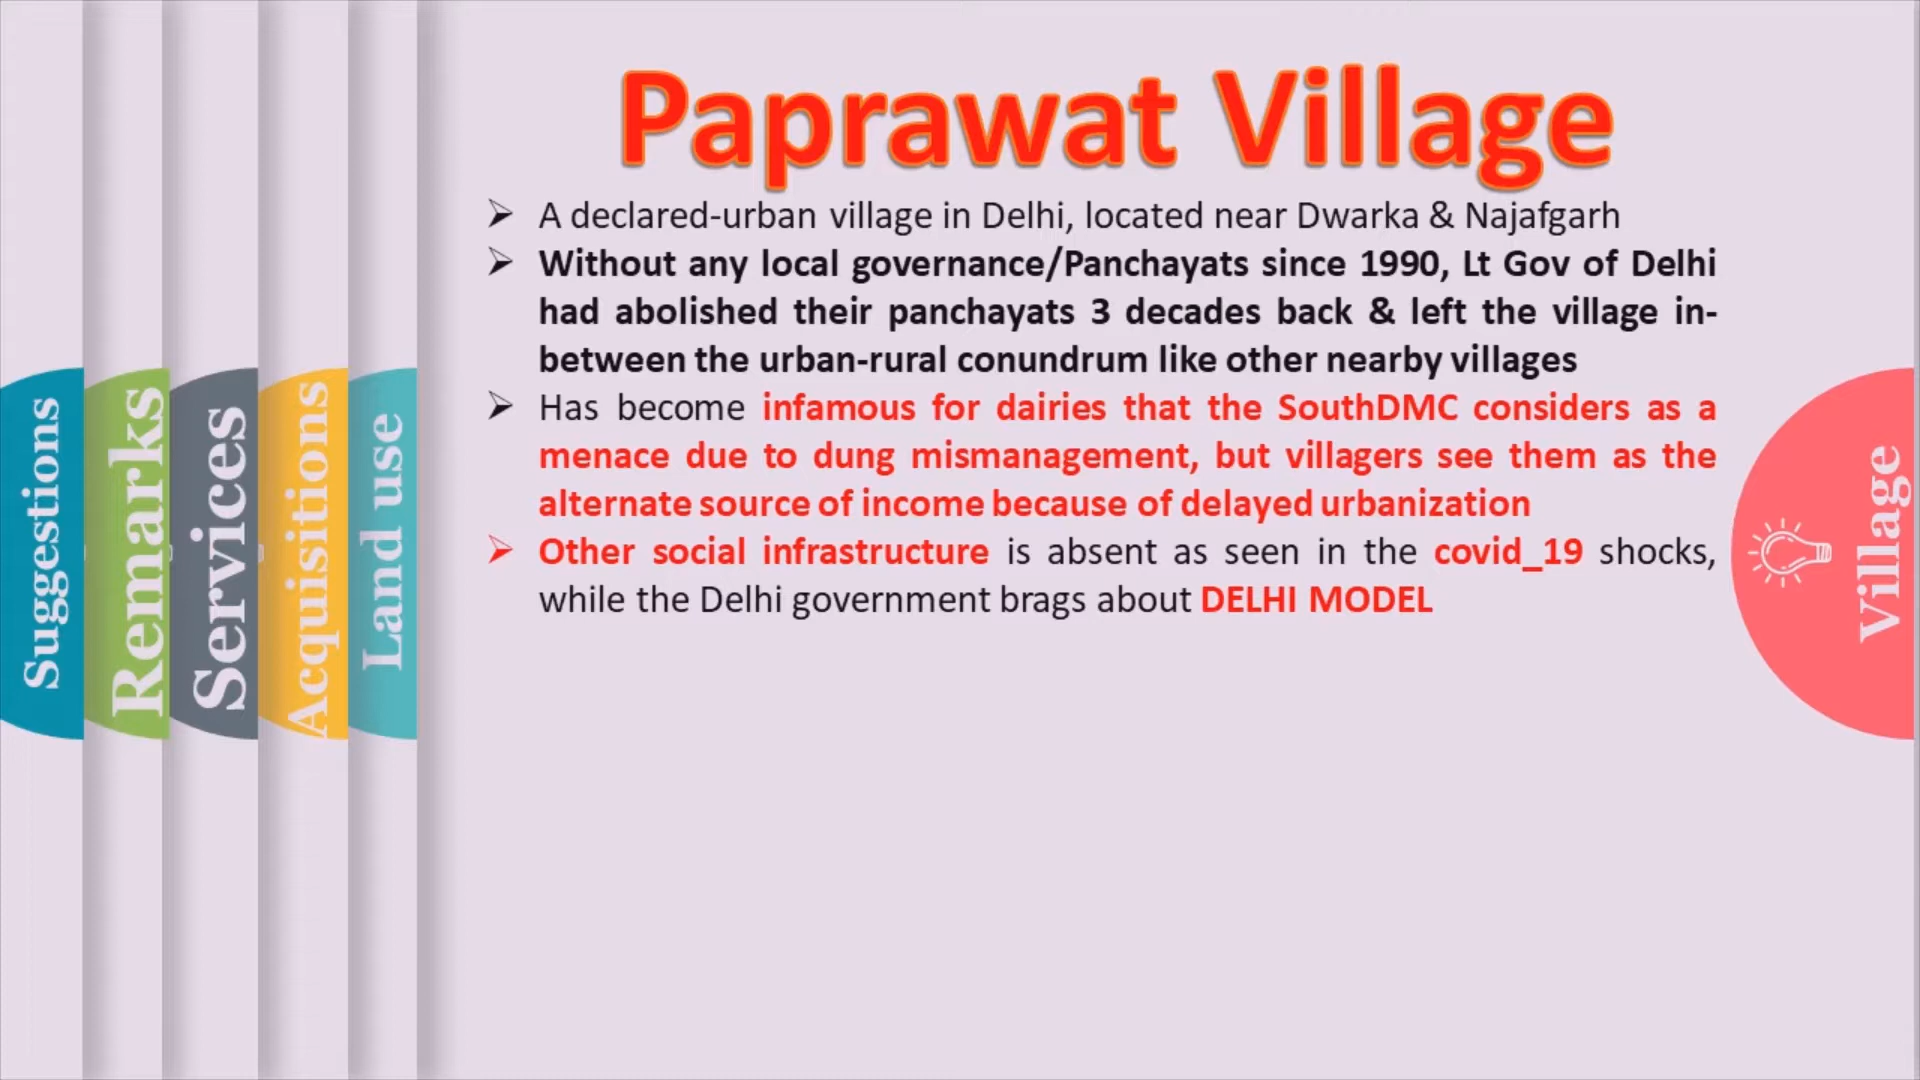 Paprawat Village
➢ A declared-urban village in Delhi, located near Dwarka & Najafgarh
➢ Without any local governance/Panchayats since 1990, Lt Gov of Delhi
had abolished their panchayats 3 decades back & left the village in-
between the urban-rural conundrum like other nearby villages
➢ Has become infamous for dairies that the SouthDMC considers as a
menace due to dung mismanagement, but villagers see them as the
alternate source of income because of delayed urbanization
➢ Other social infrastructure is absent as seen in the covid_19 shocks,
while the Delhi government brags about DELHI MODEL
Suggestions
Remarks
Services
Acquisitions
Land use
Village